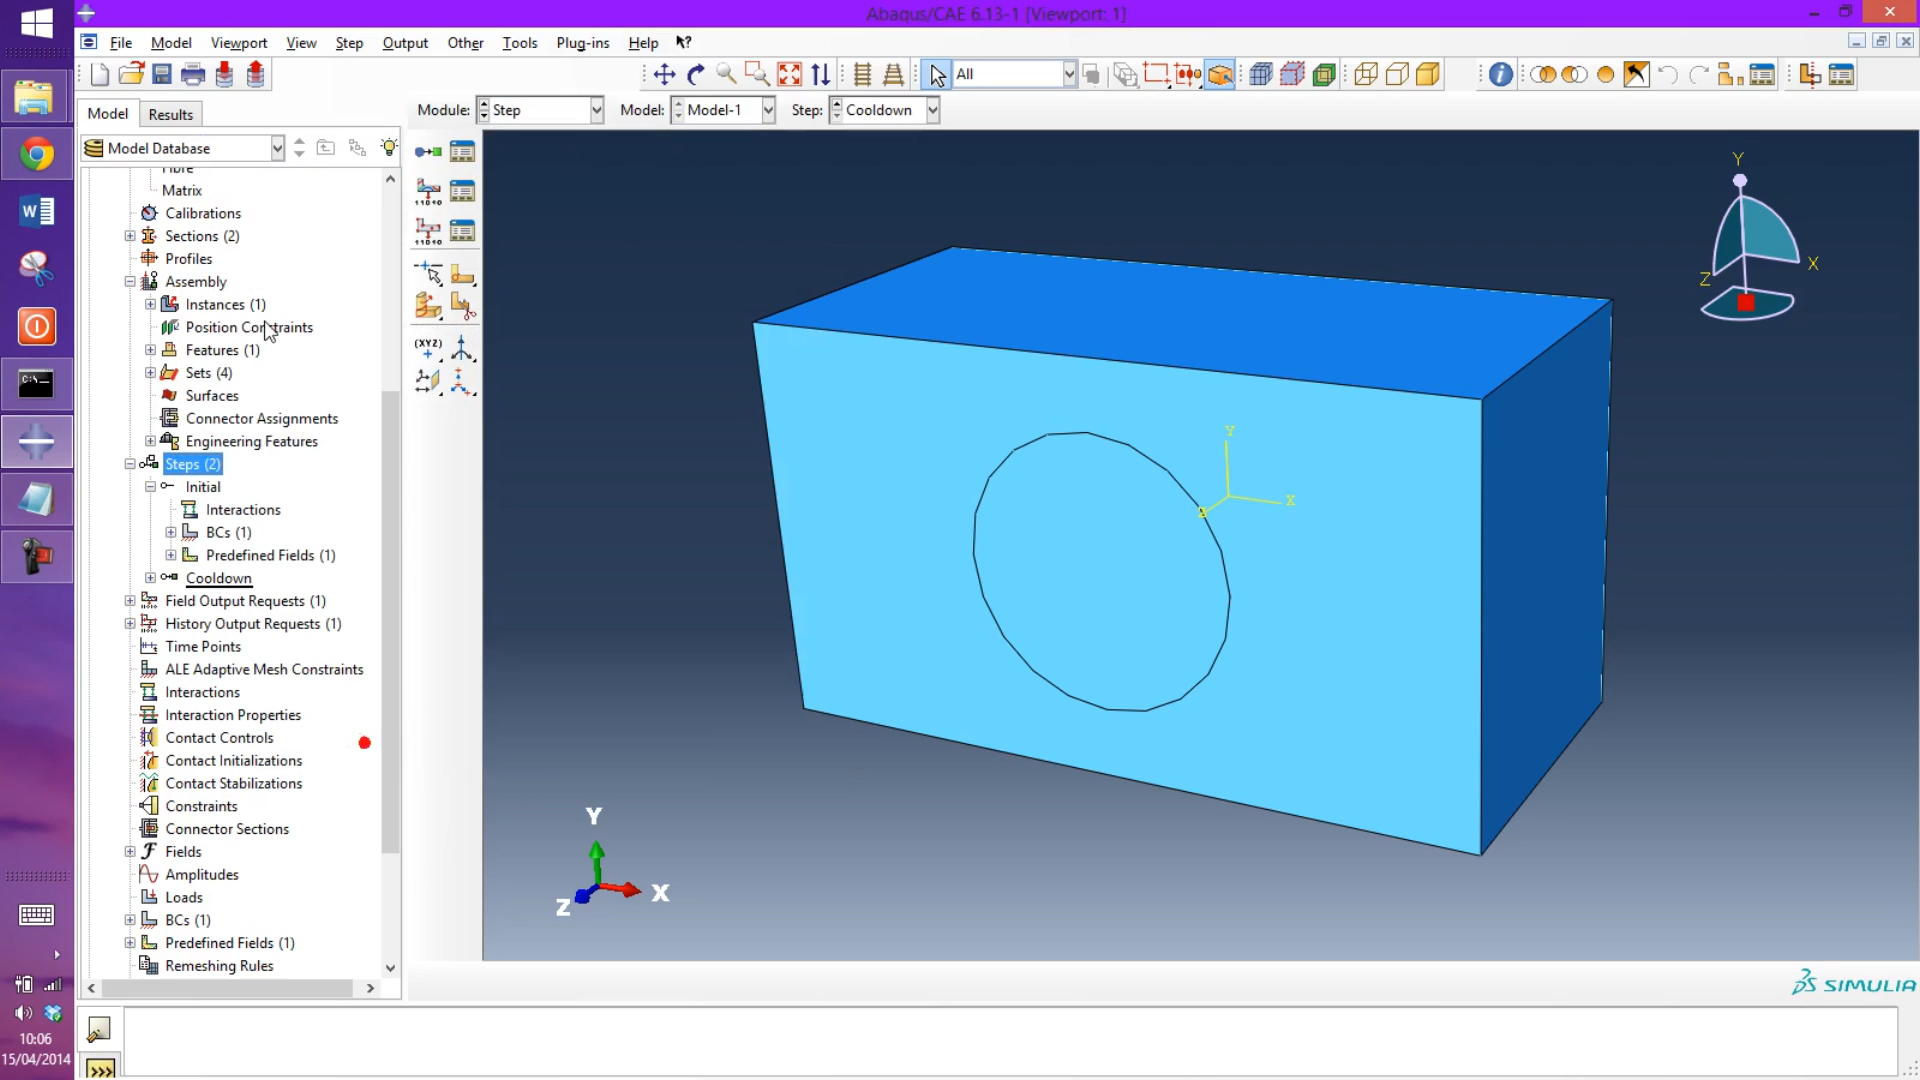 Abaqus/CAE 6.13-1 [Viewport: 1]
File Model Viewport View Step Output Other Tools Plug-ins Help
All
Model Results
Module: Step Model: Model-1 Step: Cooldown
Model Database
Fibre
Matrix
Calibrations
Sections (2)
Profiles
Assembly
Instances (1)
Position Constraints
Features (1)
Sets (4)
Surfaces
Connector Assignments
Engineering Features
Steps (2)
Initial
Interactions
BCs (1)
Predefined Fields (1)
Cooldown
Field Output Requests (1)
History Output Requests (1)
Time Points
ALE Adaptive Mesh Constraints
Interactions
Interaction Properties
Contact Controls
Contact Initializations
Contact Stabilizations
Constraints
Connector Sections
Fields
Amplitudes
Loads
BCs (1)
Predefined Fields (1)
Remeshing Rules
(XYZ)
Y
Z X
Y
X
Z
Y
X
Z
SIMULIA
10:06
15/04/2014
>>>